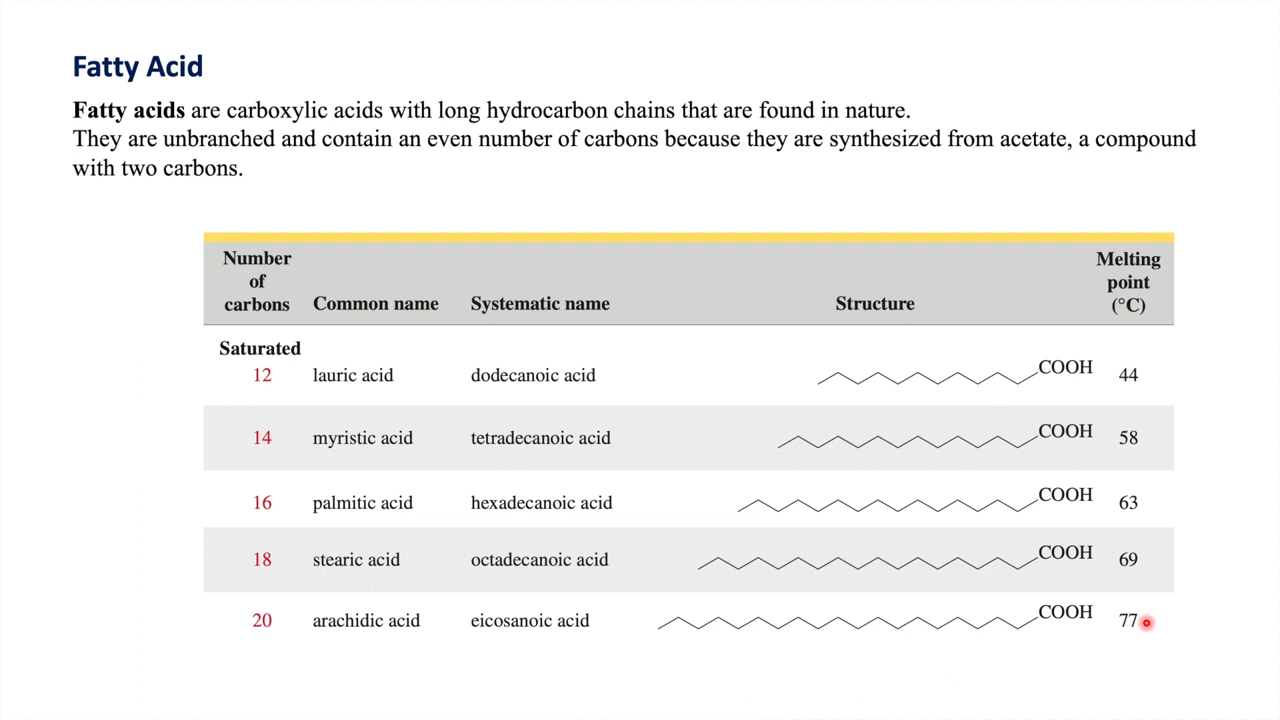 Fatty Acid
Fatty acids are carboxylic acids with long hydrocarbon chains that are found in nature.
They are unbranched and contain an even number of carbons because they are synthesized from acetate, a compound
with two carbons.
Number of carbons Common name Systematic name Structure Melting point (°C)
Saturated
12 lauric acid dodecanoic acid COOH 44
14 myristic acid tetradecanoic acid COOH 58
16 palmitic acid hexadecanoic acid COOH 63
18 stearic acid octadecanoic acid COOH 69
20 arachidic acid eicosanoic acid COOH 77